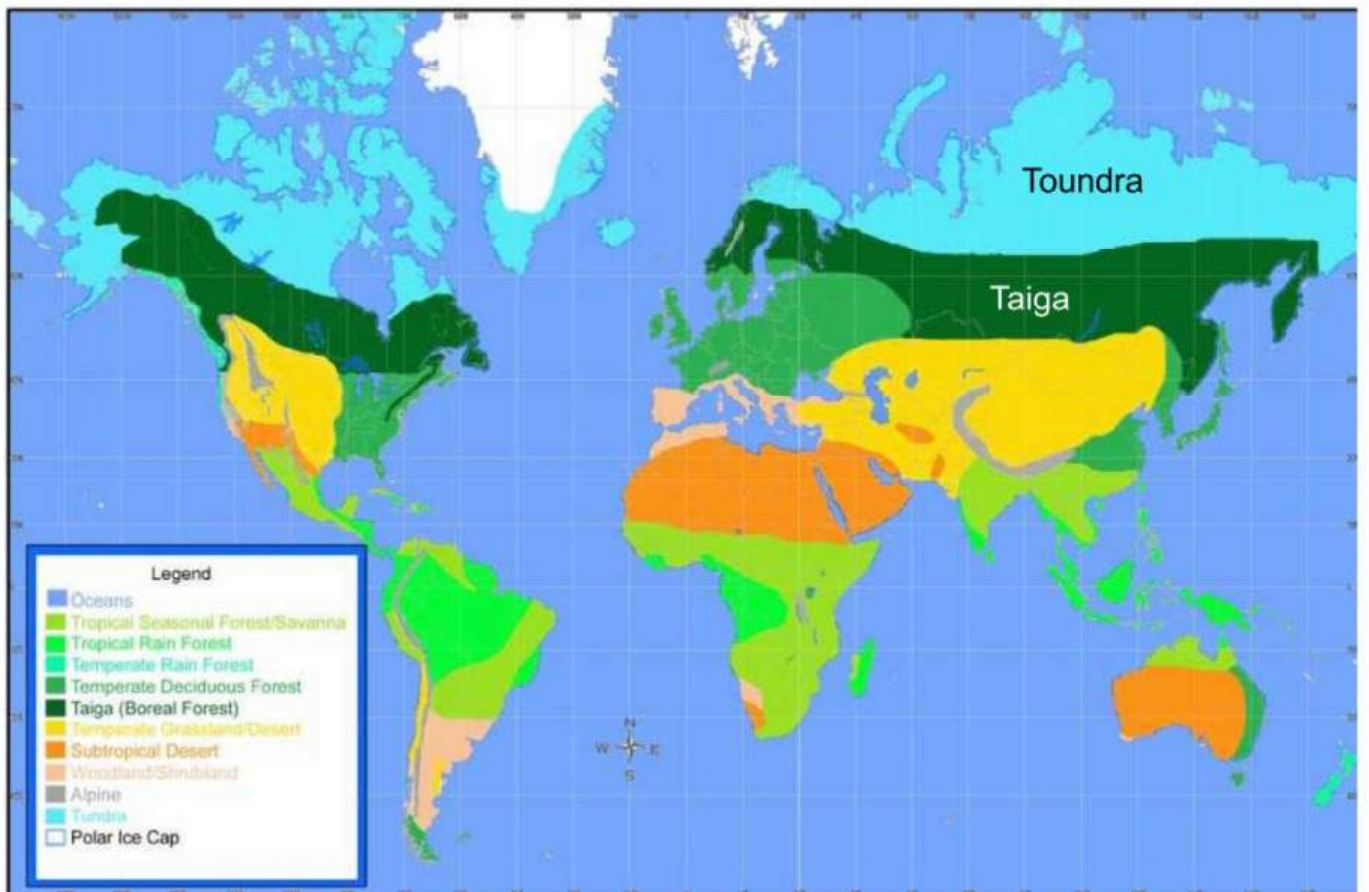 Toundra
Taiga
N
W E
S
Legend
Oceans
Tropical Seasonal Forest/Savanna
Tropical Rain Forest
Temperate Rain Forest
Temperate Deciduous Forest
Taiga (Boreal Forest)
Temperate Grassland/Desert
Subtropical Desert
Woodland/Shrubland
Alpine
Tundra
Polar Ice Cap